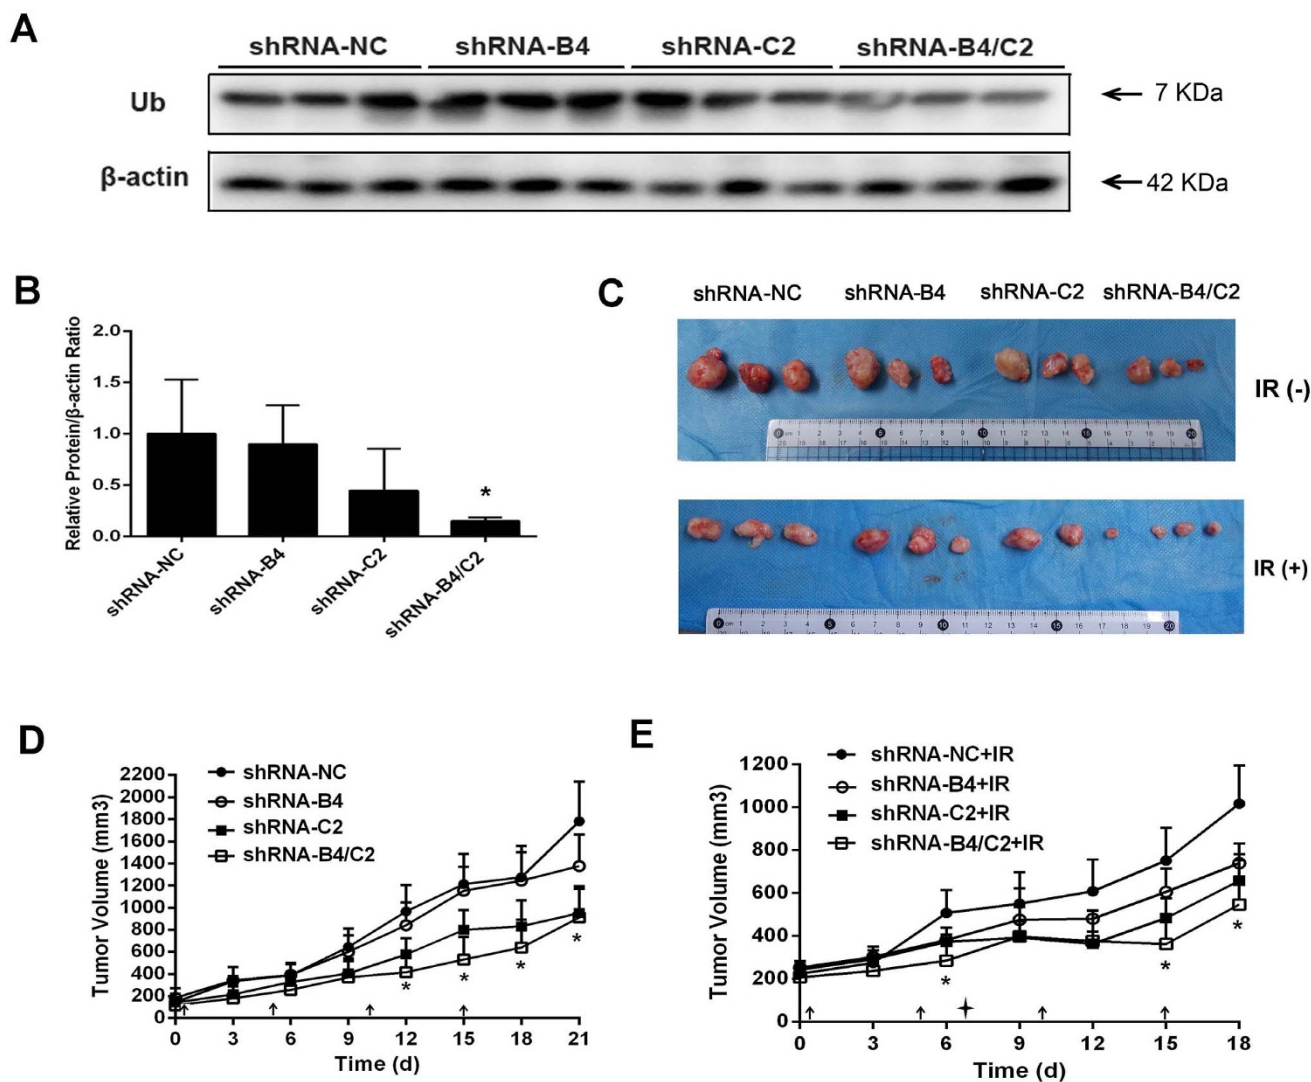 A
shRNA-NC shRNA-B4 shRNA-C2 shRNA-B4/C2
Ub 7 KDa
β-actin 42 KDa
B
Relative Protein/β-actin Ratio
2.0
1.5
1.0
0.5
0.0
shRNA-NC shRNA-B4 shRNA-C2 shRNA-B4/C2
*
C
shRNA-NC shRNA-B4 shRNA-C2 shRNA-B4/C2
IR (-)
IR (+)
D
Tumor Volume (mm3)
2200
2000
1800
1600
1400
1200
1000
800
600
400
200
0
shRNA-NC
shRNA-B4
shRNA-C2
shRNA-B4/C2
* * * *
0 3 6 9 12 15 18 21
Time (d)
E
Tumor Volume (mm3)
1200
1000
800
600
400
200
0
shRNA-NC+IR
shRNA-B4+IR
shRNA-C2+IR
shRNA-B4/C2+IR
* * *
0 3 6 9 12 15 18
Time (d)